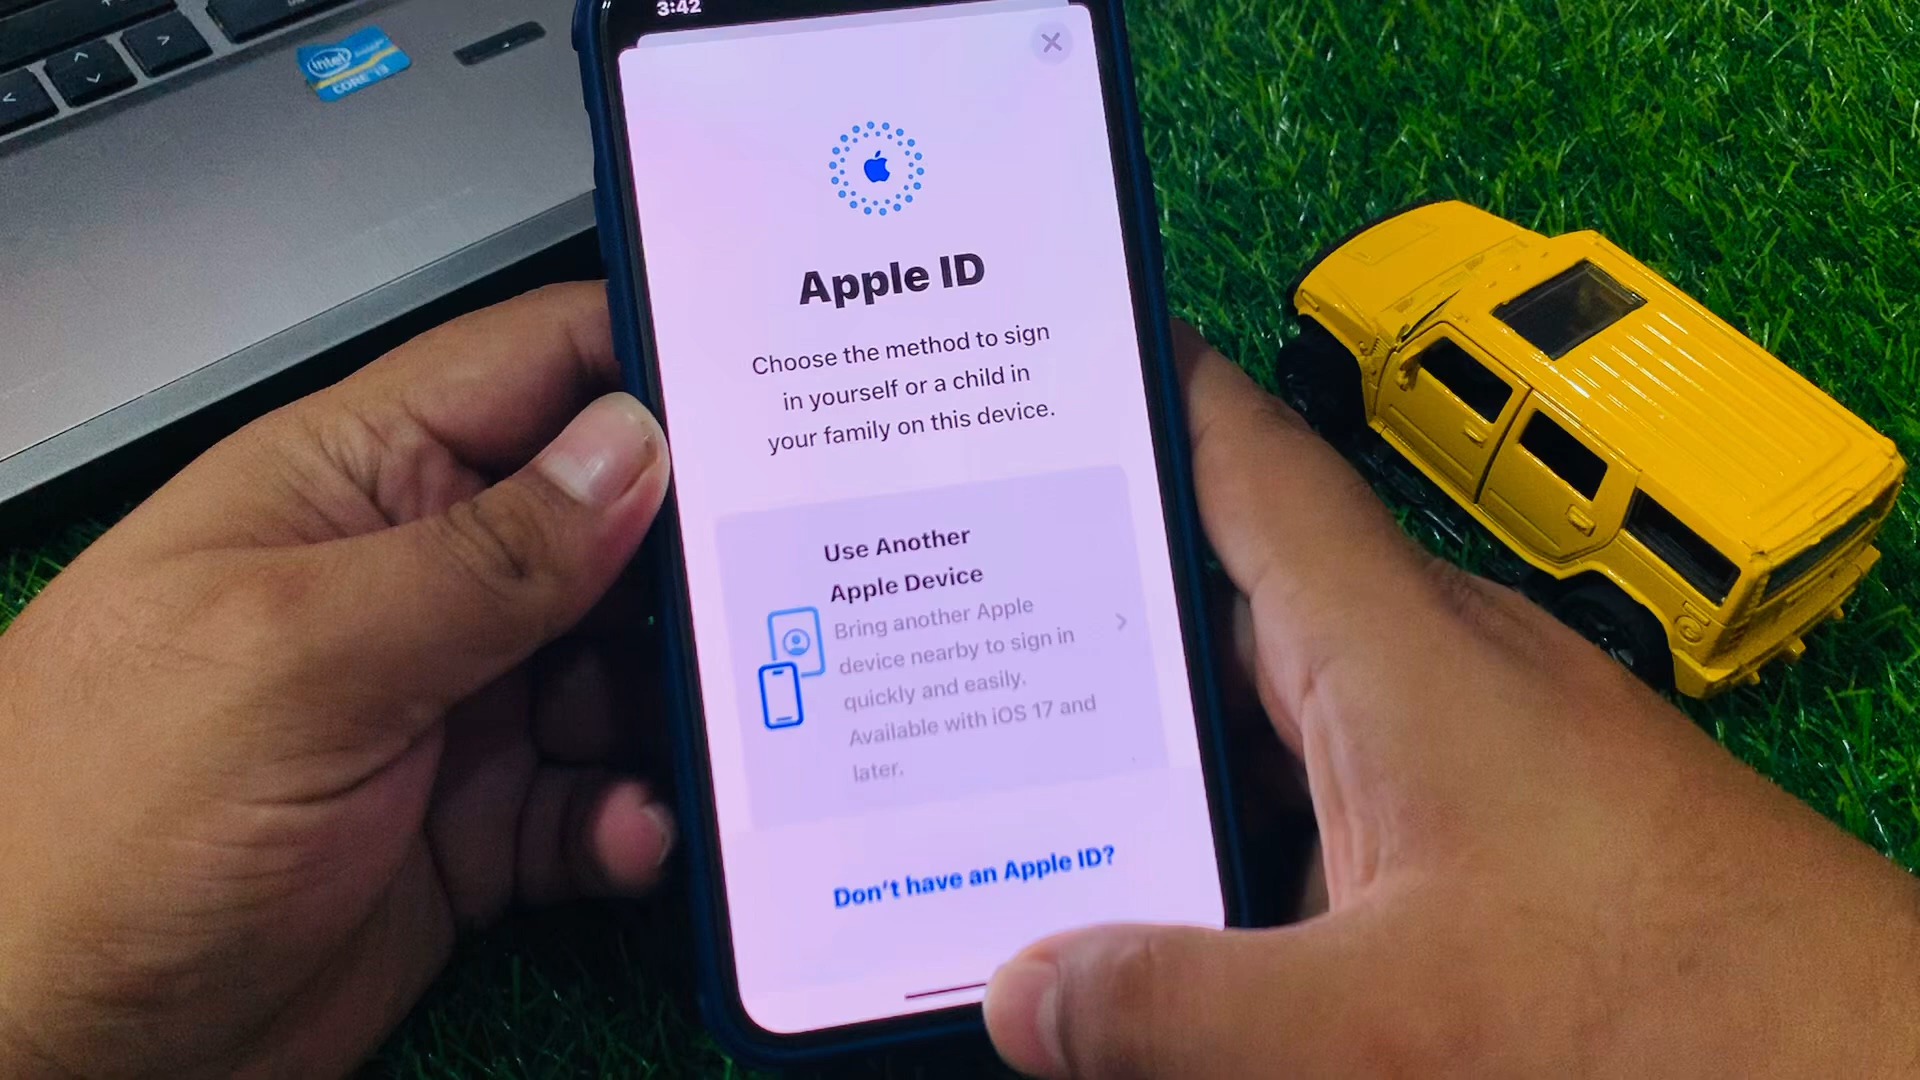 3:42
intel
CORE i3
Apple ID
Choose the method to sign
in yourself or a child in
your family on this device.
Use Another
Apple Device
Bring another Apple
device nearby to sign in
quickly and easily.
Available with iOS 17 and
later.
Don't have an Apple ID?